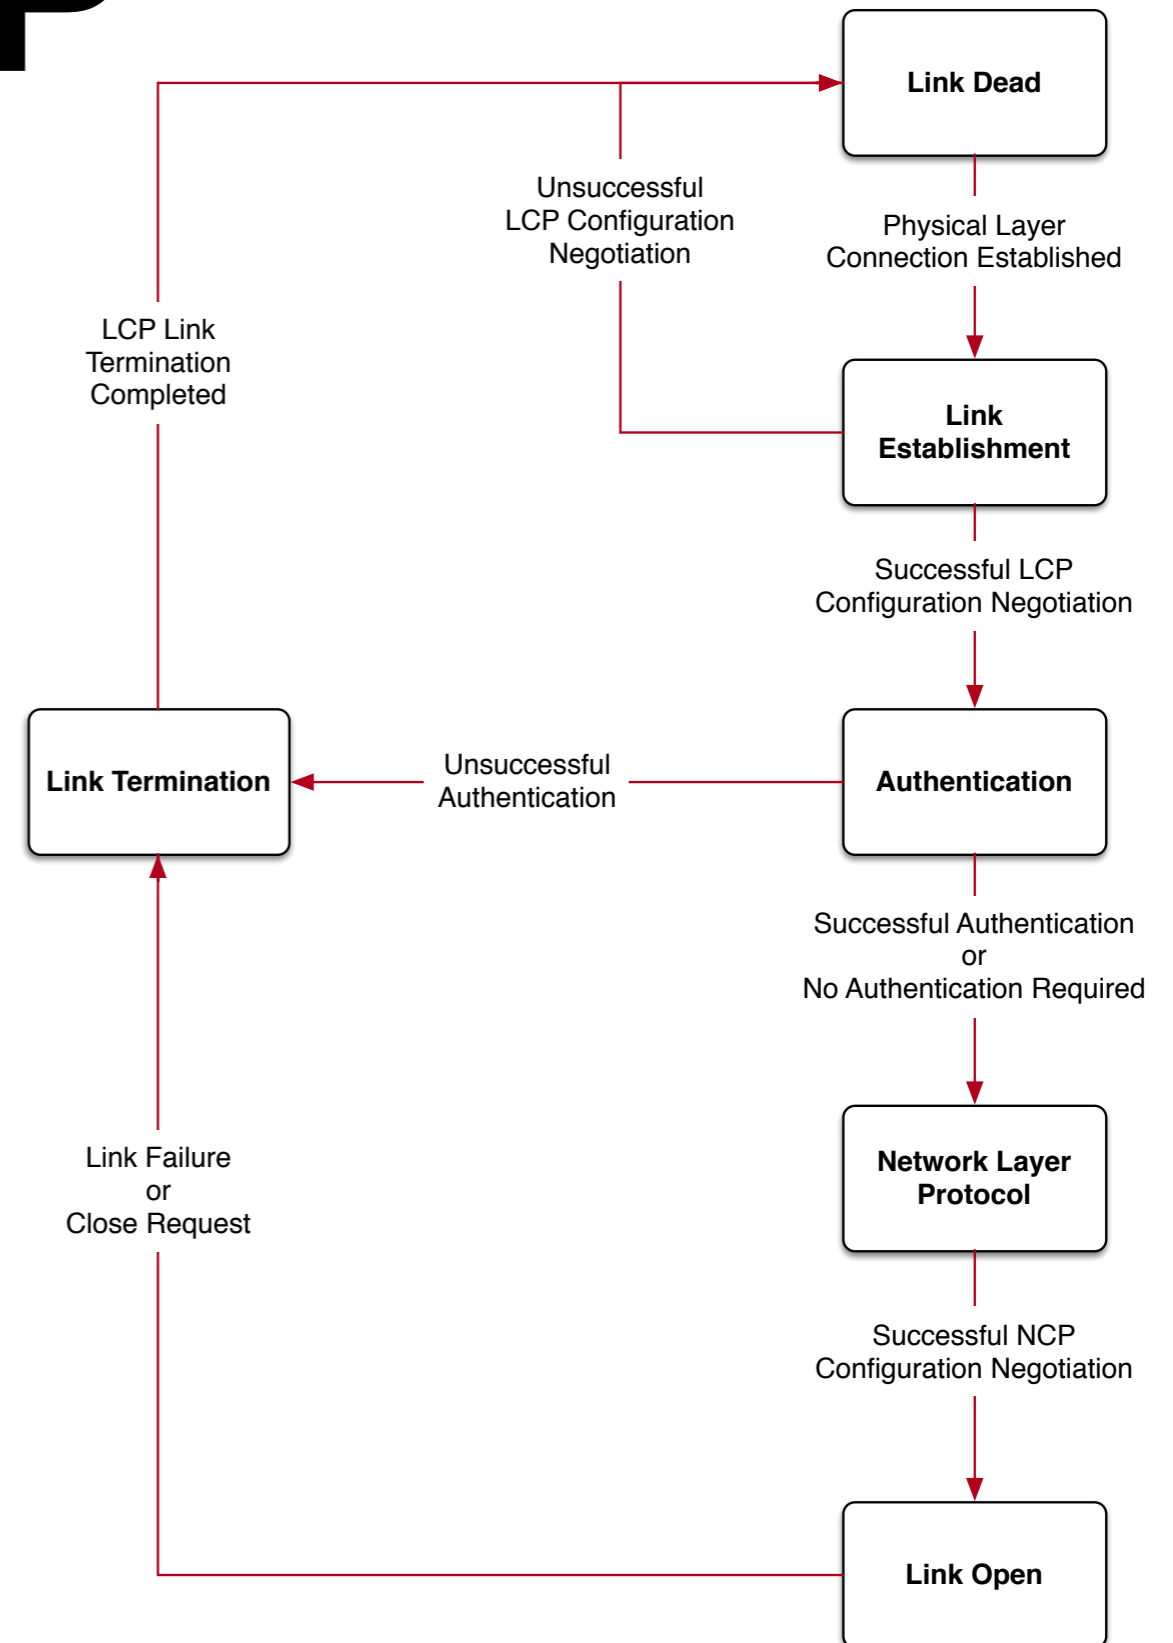 P
Link Dead
Unsuccessful
LCP Configuration
Negotiation
Physical Layer
Connection Established
LCP Link
Termination
Completed
Link
Establishment
Successful LCP
Configuration Negotiation
Link Termination
Unsuccessful
Authentication
Authentication
Successful Authentication
or
No Authentication Required
Link Failure
or
Close Request
Network Layer
Protocol
Successful NCP
Configuration Negotiation
Link Open